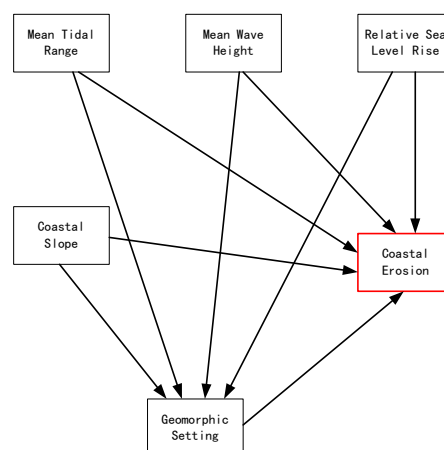 Mean Tidal
Range
Mean Wave
Height
Relative Sea
Level Rise
Coastal
Slope
Coastal
Erosion
Geomorphic
Setting